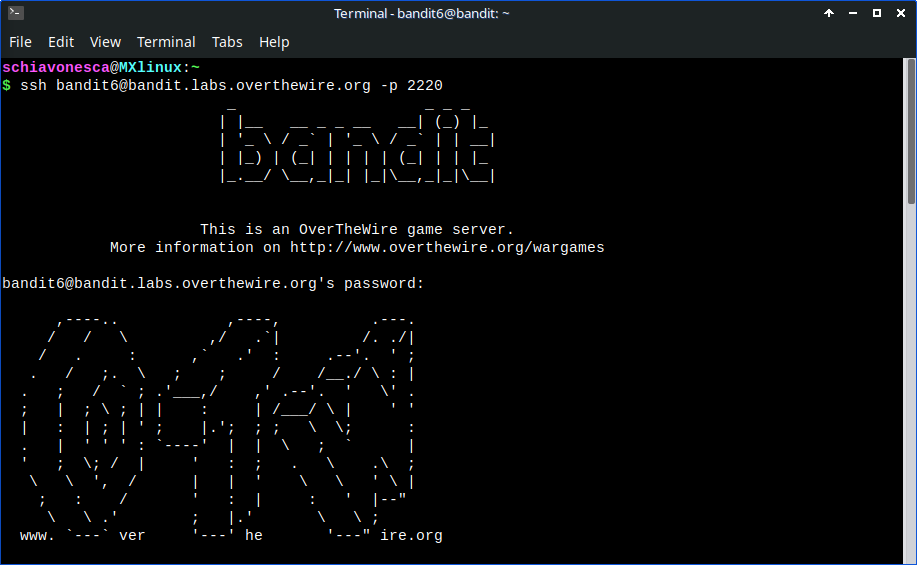 Terminal - bandit6@bandit: ~
File Edit View Terminal Tabs Help
schiavonesca@MXlinux:~
$ ssh bandit6@bandit.labs.overthewire.org -p 2220
bandit
This is an OverTheWire game server.
More information on http://www.overthewire.org/wargames
bandit6@bandit.labs.overthewire.org's password:
www. ver he ire.org